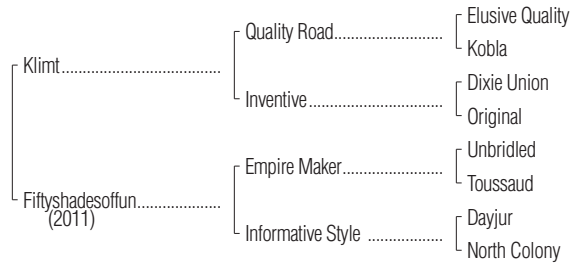 Elusive Quality
Quality Road........................
Kobla
Klimt...................................
Dixie Union
Inventive..............................
Original
Unbridled
Empire Maker......................
Toussaud
Fiftyshadesoffun..................
(2011)
Dayjur
Informative Style .................
North Colony